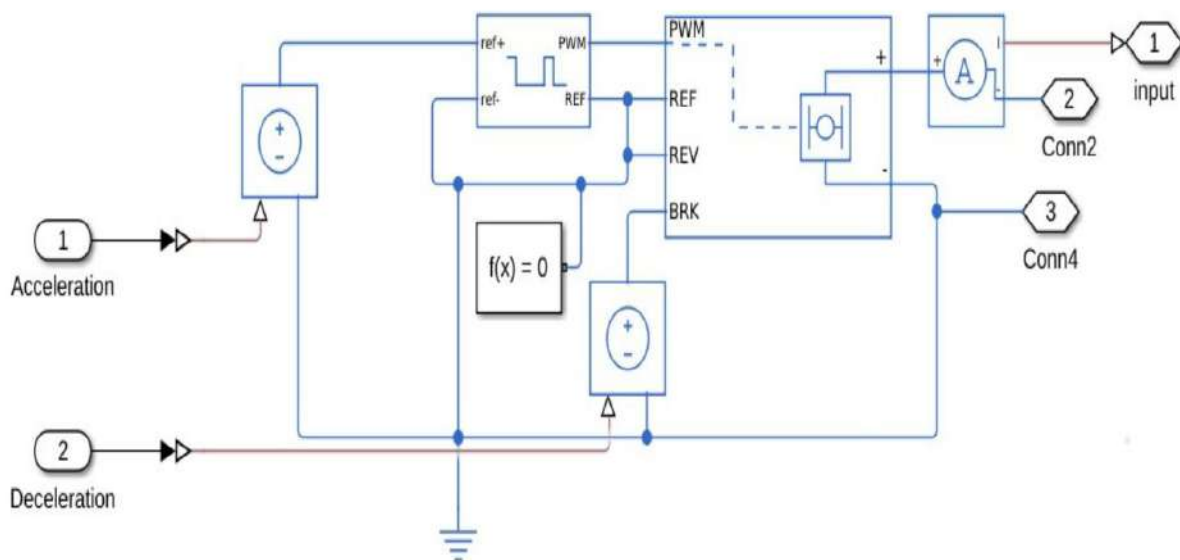 PWM
ref+
PWM
+
1
+
A
+
I
REF
input
ref-
REF
-
2
+
-
Conn2
REV
-
BRK
3
1
f(x) = 0
Conn4
Acceleration
+
-
2
Deceleration